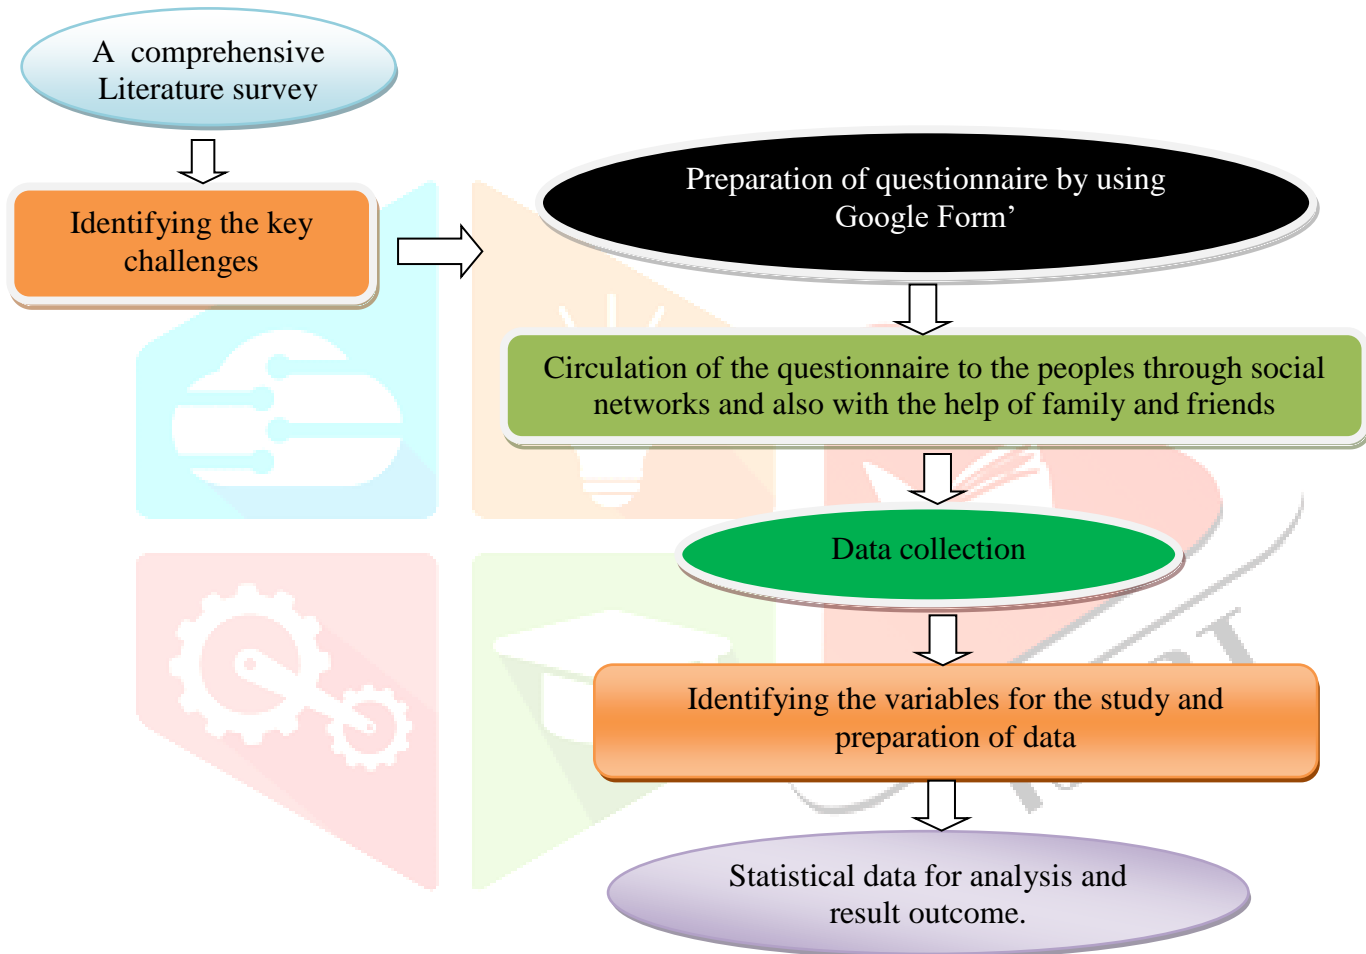 A comprehensive
Literature survey
Identifying the key
challenges
Preparation of questionnaire by using
Google Form’
Circulation of the questionnaire to the peoples through social
networks and also with the help of family and friends
Data collection
Identifying the variables for the study and
preparation of data
Statistical data for analysis and
result outcome.